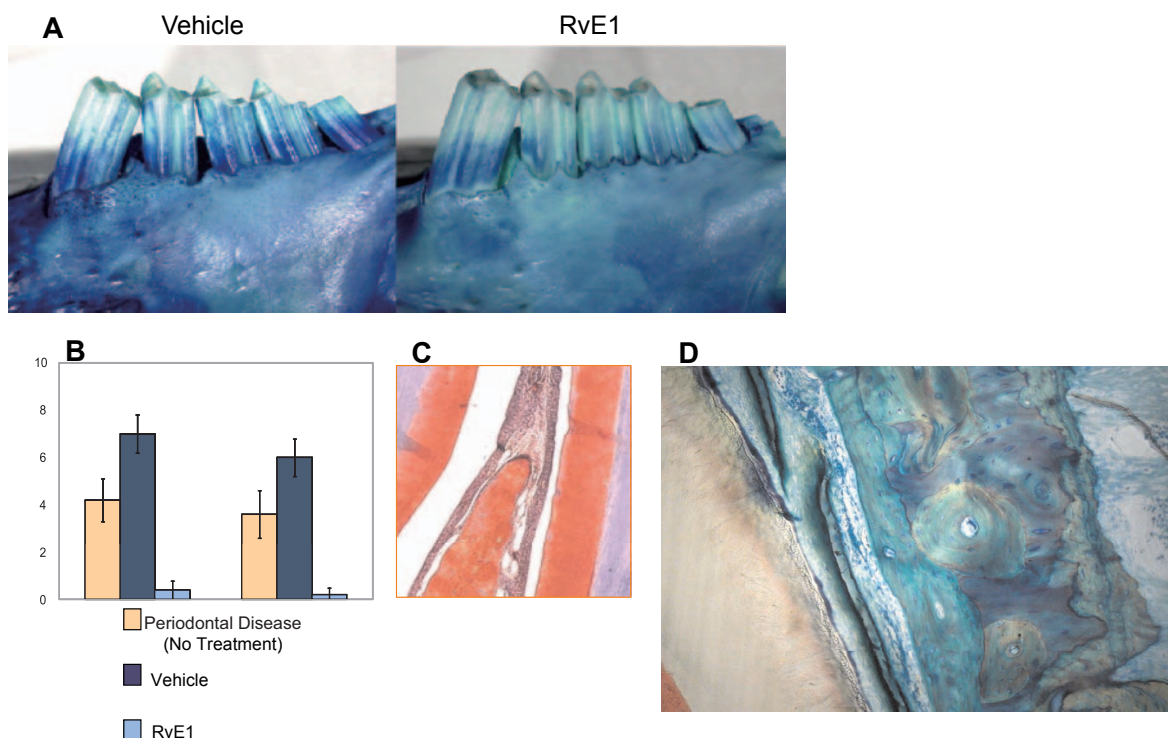 A
Vehicle
RvE1
B
10
8
6
4
2
0
Periodontal Disease
(No Treatment)
Vehicle
RvE1
C
D